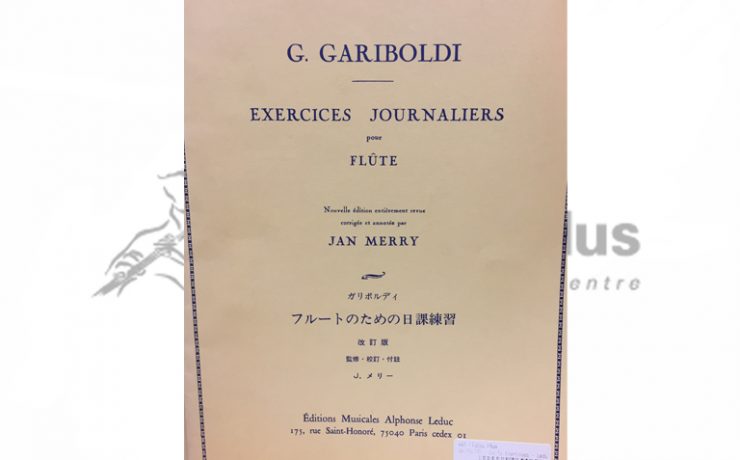 G. GARIBOLDI
EXERCICES JOURNALIERS
pour
FLÛTE
Nouvelle édition entièrement revue
corrigée et annotée par
JAN MERRY
ガリボルディ
フルートのための日課練習
改訂版
監修・校訂・付註
J. メリー
Éditions Musicales Alphonse Leduc
175, rue Saint-Honoré, 75040 Paris cedex 01
lus
entre